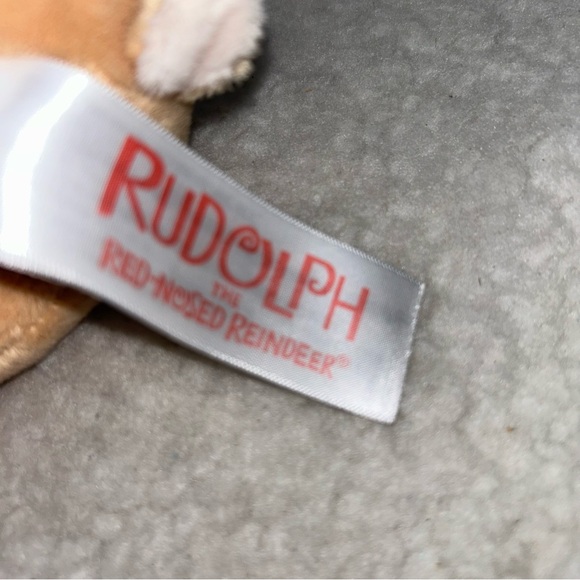 RUDOLPH
THE
RED-NOSED REINDEER®